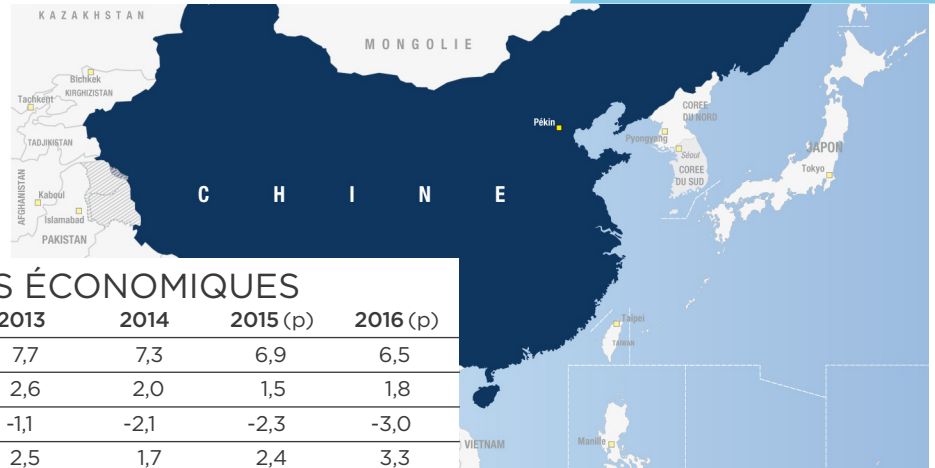 KAZAKHSTAN
MONGOLIE
Bichkek
KIRGHIZISTAN
Tachkent
TADJIKISTAN
AFGHANISTAN
Kaboul
Islamabad
PAKISTAN
Pékin
CHINE
COREE
DU NORD
Pyongyang
Séoul
COREE
DU SUD
JAPON
Tokyo
Taipei
TAIWAN
VIETNAM
Manille
S ÉCONOMIQUES
2013 2014 2015 (p) 2016 (p)
7,7 7,3 6,9 6,5
2,6 2,0 1,5 1,8
-1,1 -2,1 -2,3 -3,0
2,5 1,7 2,4 3,3